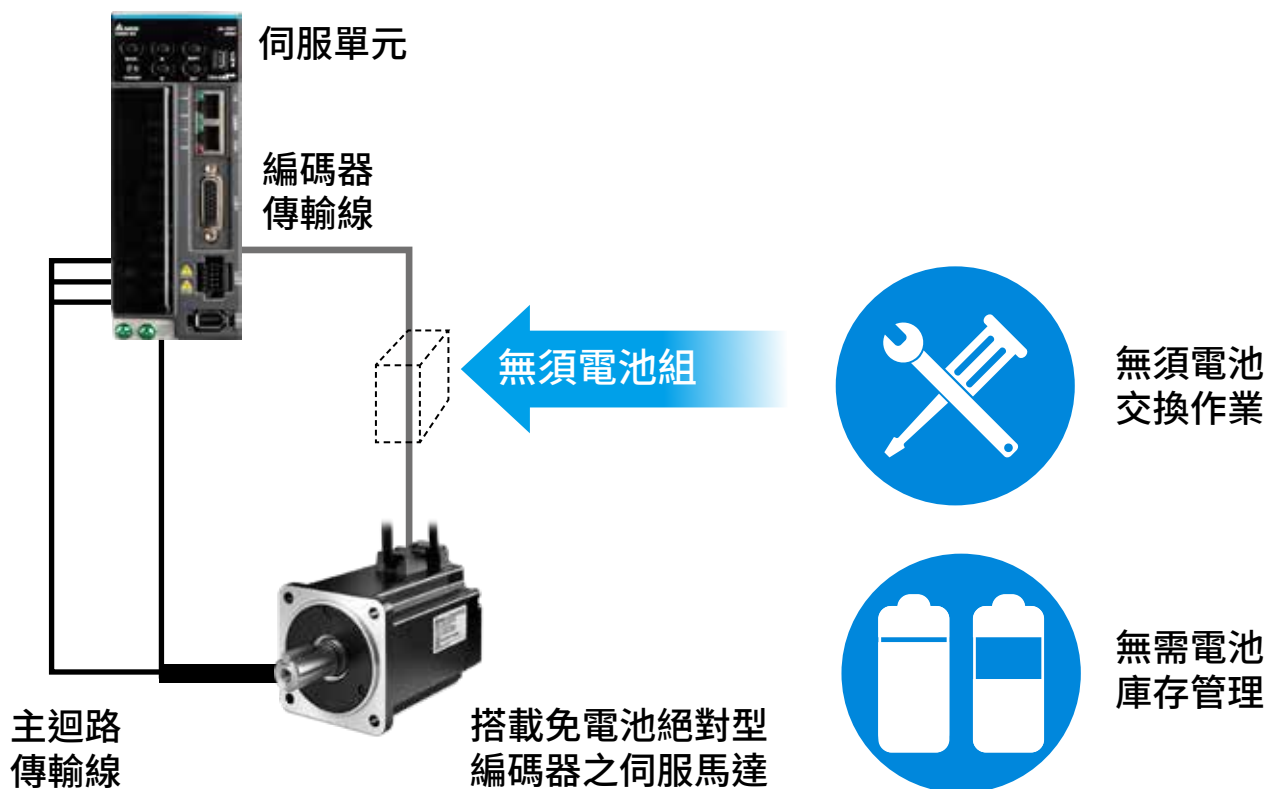 伺服單元
編碼器
傳輸線
無須電池組
無須電池
交換作業
無需電池
庫存管理
主迴路
傳輸線
搭載免電池絕對型
編碼器之伺服馬達